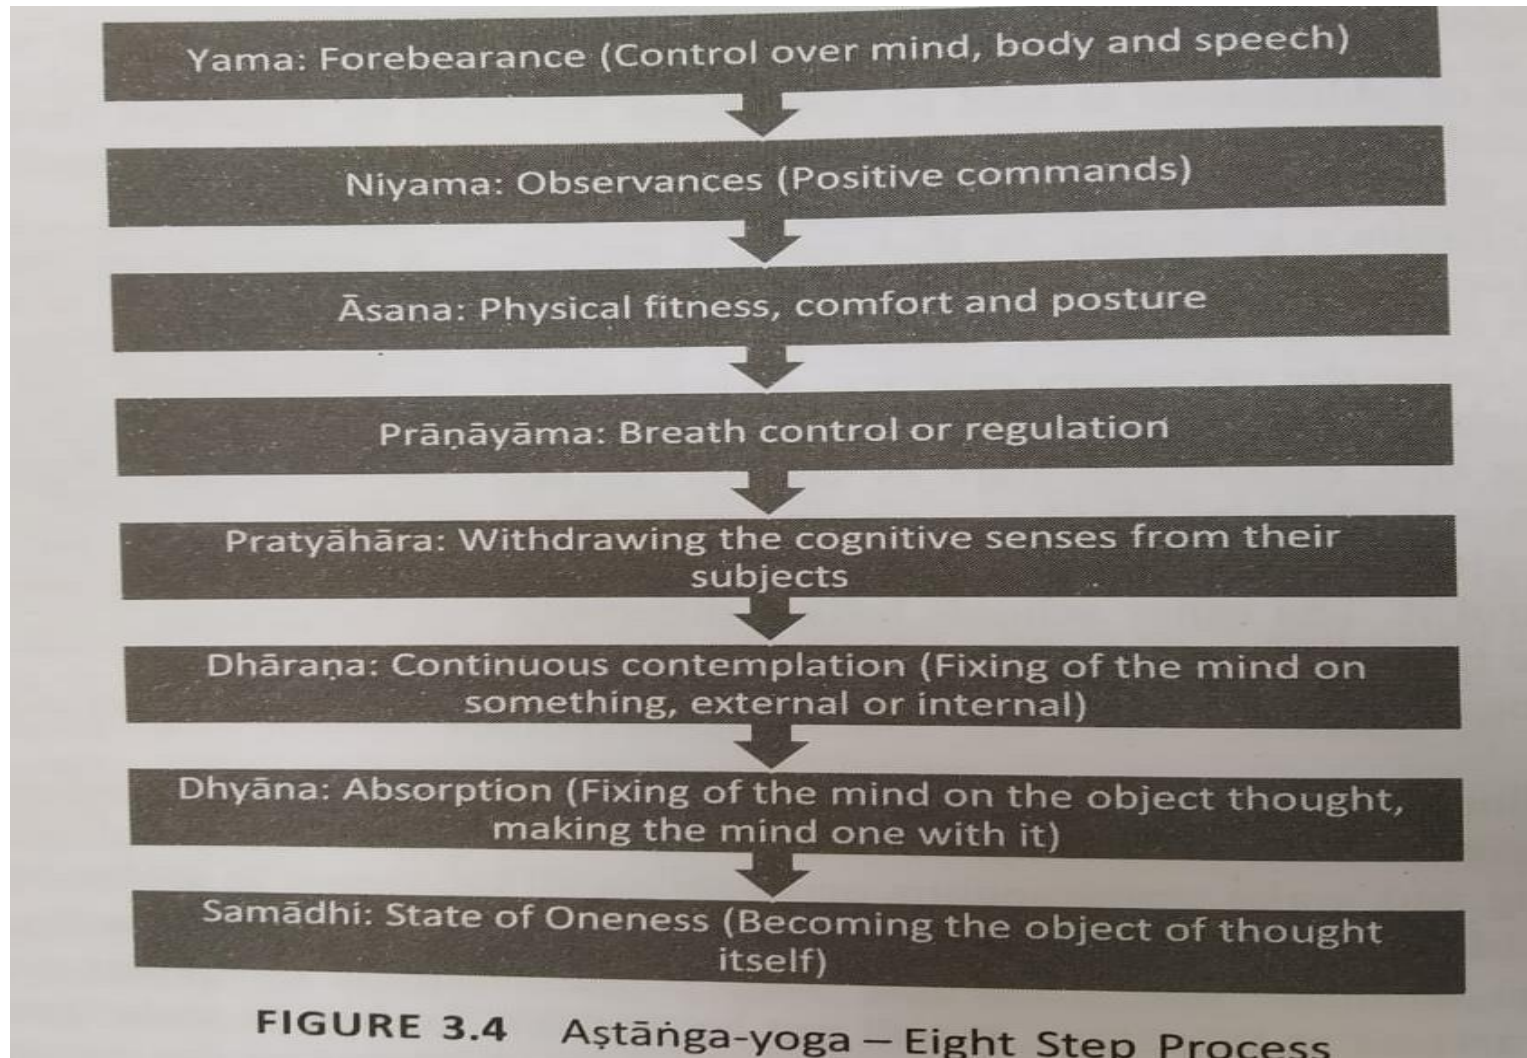 Yama: Forebearance (Control over mind, body and speech)
Niyama: Observances (Positive commands)
Āsana: Physical fitness, comfort and posture
Prāṇāyāma: Breath control or regulation
Pratyāhāra: Withdrawing the cognitive senses from their
subjects
Dhāraṇa: Continuous contemplation (Fixing of the mind on
something, external or internal)
Dhyāna: Absorption (Fixing of the mind on the object thought,
making the mind one with it)
Samādhi: State of Oneness (Becoming the object of thought
itself)
FIGURE 3.4 Aṣtāṅga-yoga – Eight Step Process